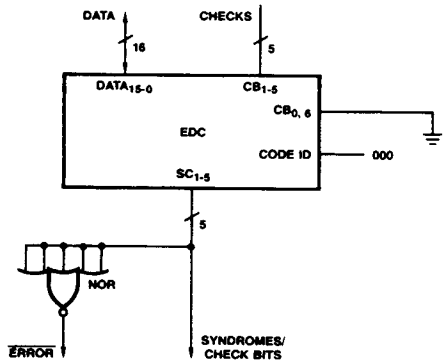 DATA
CHECKS
16
5
DATA15-0
CB1-5
CB0, 6
EDC
CODE ID
000
SC1-5
5
NOR
ERROR
SYNDROMES/
CHECK BITS